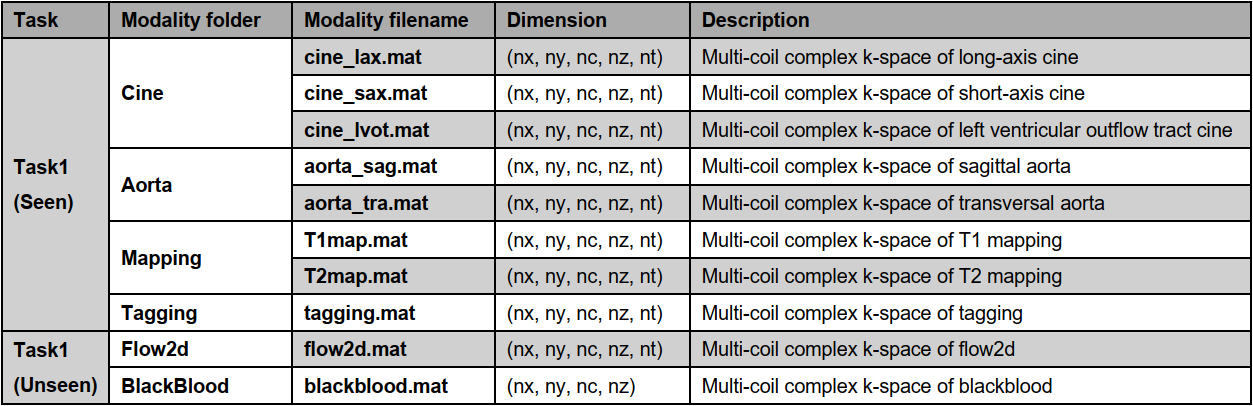 Task Modality folder Modality filename Dimension Description
Task1
(Seen)
Cine
cine_lax.mat (nx, ny, nc, nz, nt) Multi-coil complex k-space of long-axis cine
cine_sax.mat (nx, ny, nc, nz, nt) Multi-coil complex k-space of short-axis cine
cine_lvot.mat (nx, ny, nc, nz, nt) Multi-coil complex k-space of left ventricular outflow tract cine
Aorta
aorta_sag.mat (nx, ny, nc, nz, nt) Multi-coil complex k-space of sagittal aorta
aorta_tra.mat (nx, ny, nc, nz, nt) Multi-coil complex k-space of transversal aorta
Mapping
T1map.mat (nx, ny, nc, nz, nt) Multi-coil complex k-space of T1 mapping
T2map.mat (nx, ny, nc, nz, nt) Multi-coil complex k-space of T2 mapping
Tagging tagging.mat (nx, ny, nc, nz, nt) Multi-coil complex k-space of tagging
Task1
(Unseen)
Flow2d flow2d.mat (nx, ny, nc, nz, nt) Multi-coil complex k-space of flow2d
BlackBlood blackblood.mat (nx, ny, nc, nz) Multi-coil complex k-space of blackblood